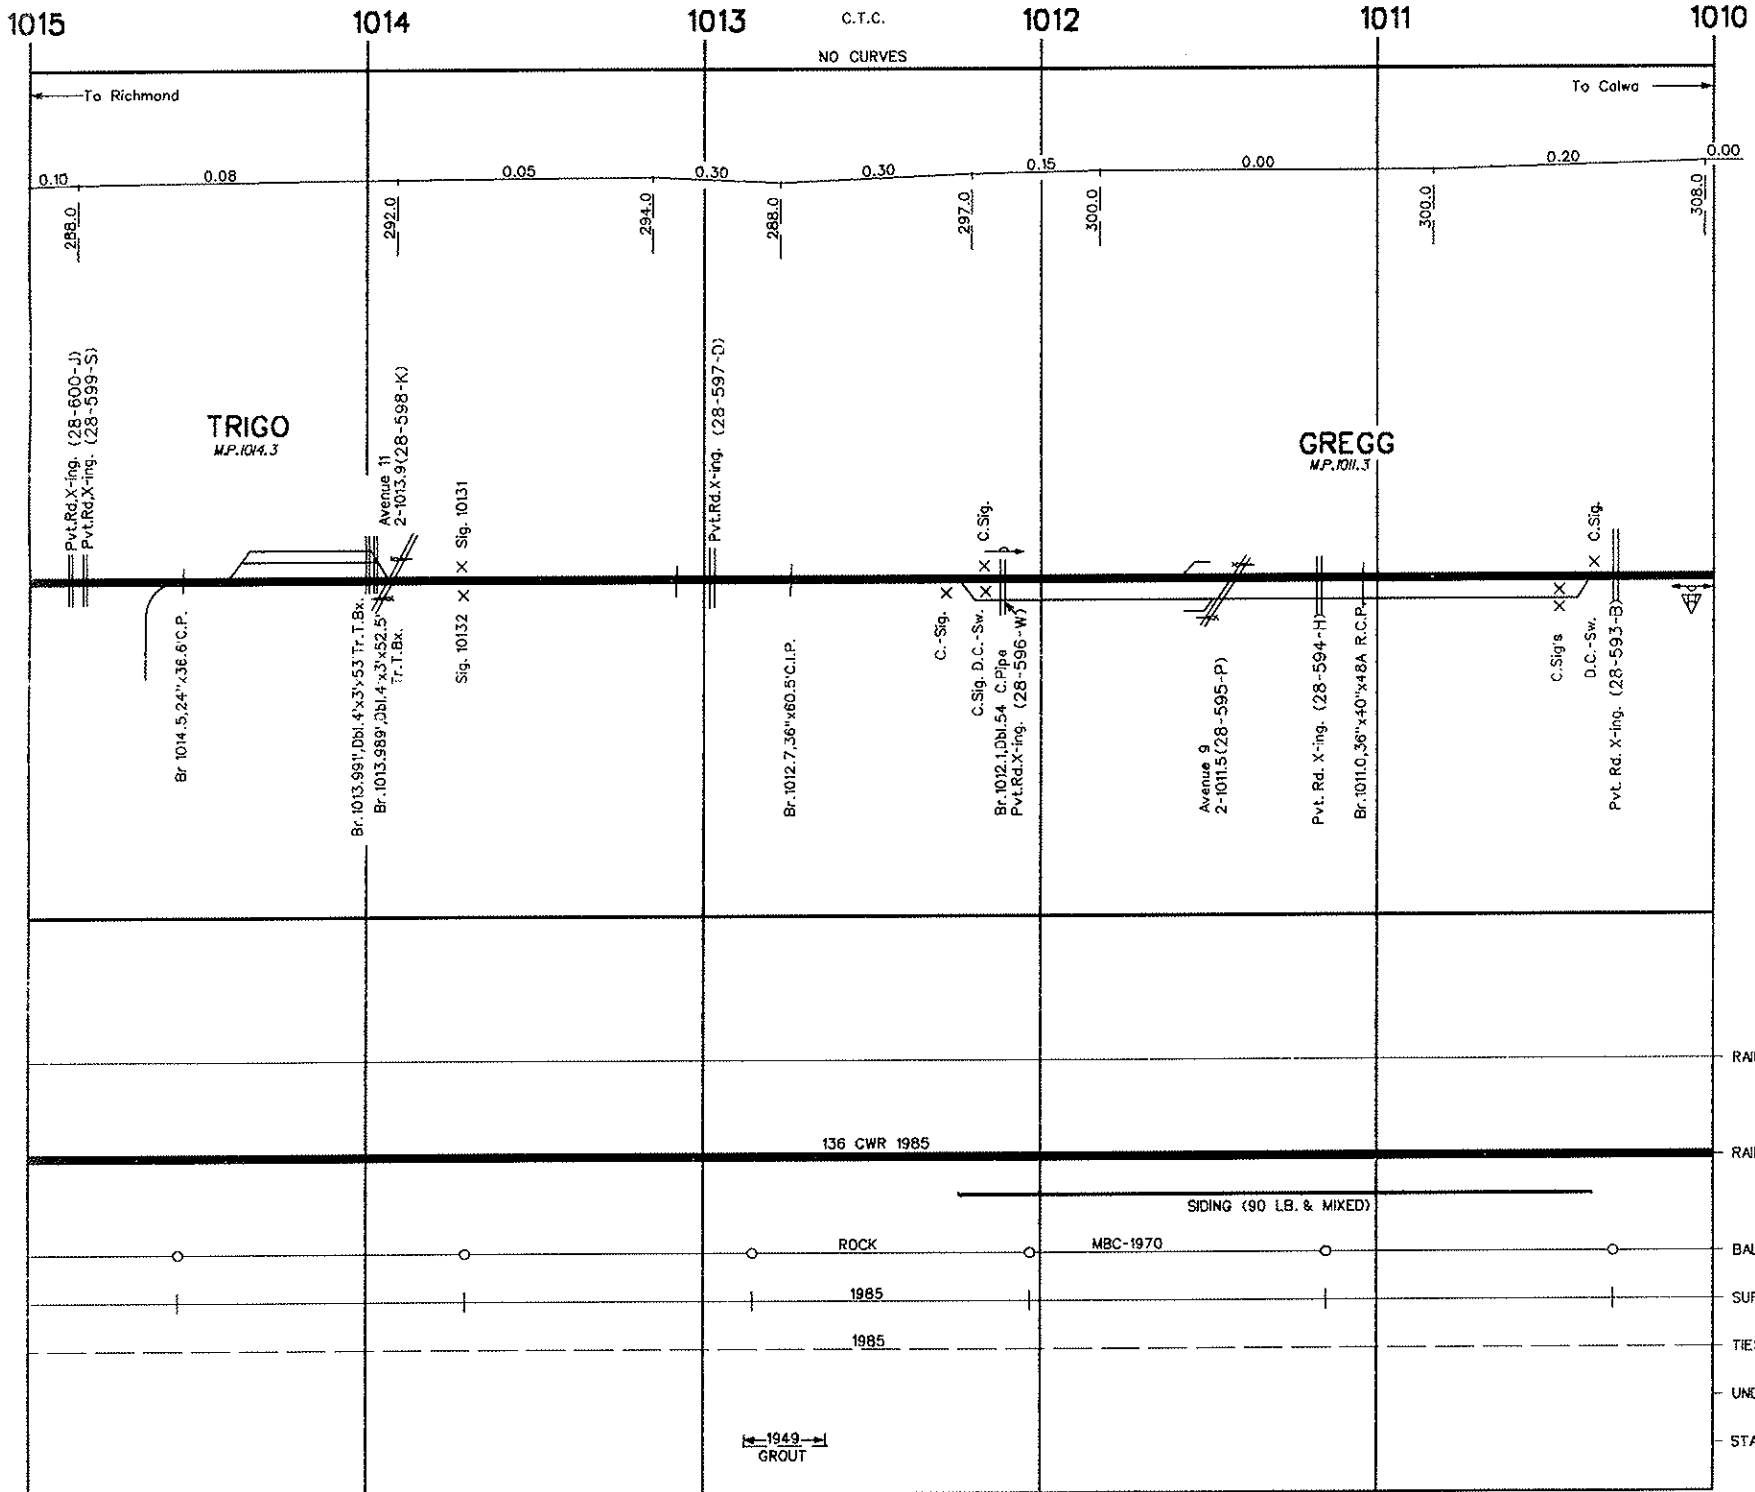 1015
1014
1013
C.T.C.
1012
1011
1010
NO CURVES
To Richmond
To Calwa
0.10
0.08
0.05
0.30
0.30
0.15
0.00
0.20
0.00
288.0
292.0
294.0
288.0
297.0
300.0
300.0
308.0
Pvt.Rd.X-ing. (28-600-J)
Pvt.Rd.X-ing. (28-599-S)
TRIGO
M.P.1014.3
Avenue 11
2-1013.9(28-598-K)
Sig. 10131
Pvt.Rd.X-ing. (28-597-D)
C.Sig.
GREGG
M.P.1011.3
C.Sig.
Br 1014.5,24"x36.6'C.P.
Br.1013.991',Dbl.4'x3'x53'Tr.T.Bx.
Br.1013.989',Dbl.4'x3'x52.5'
Tr.T.Bx.
Sig. 10132
Br.1012.7,36"x60.5'C.I.P.
C.-Sig.
C.Sig. D.C.-Sw.
Br.1012.1,Dbl.54 C.Pipe
Pvt.Rd.X-ing. (28-596-W)
Avenue 9
2-1011.5(28-595-P)
Pvt. Rd. X-ing. (28-594-H)
Br.1011.0,36"x40"x48A R.C.P.
C.Sig's
D.C.-Sw.
Pvt. Rd. X-ing. (28-593-B)
RAI
136 CWR 1985
RAI
SIDING (90 LB. & MIXED)
ROCK
MBC-1970
BAL
1985
SUF
1985
TIES
UND
1949
GROUT
STA